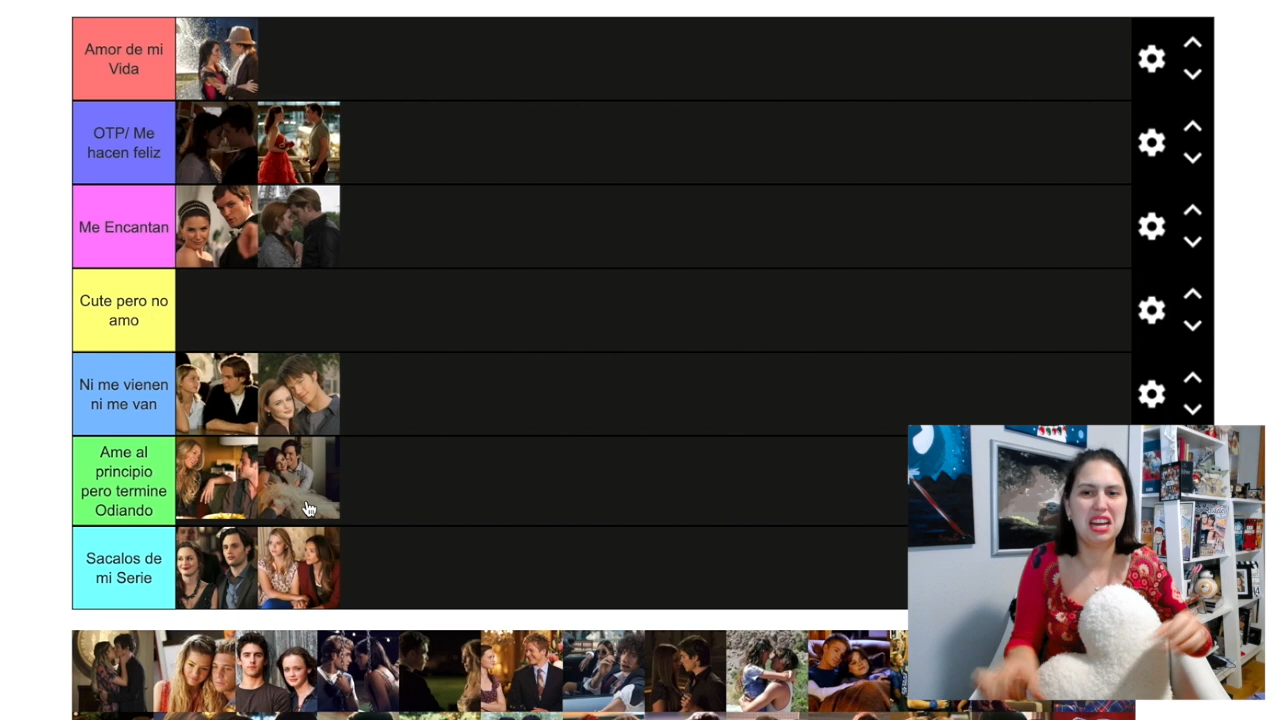 Amor de mi
Vida
OTP/ Me
hacen feliz
Me Encantan
Cute pero no
amo
Ni me vienen
ni me van
Ame al
principio
pero termine
Odiando
Sacalos de
mi Serie